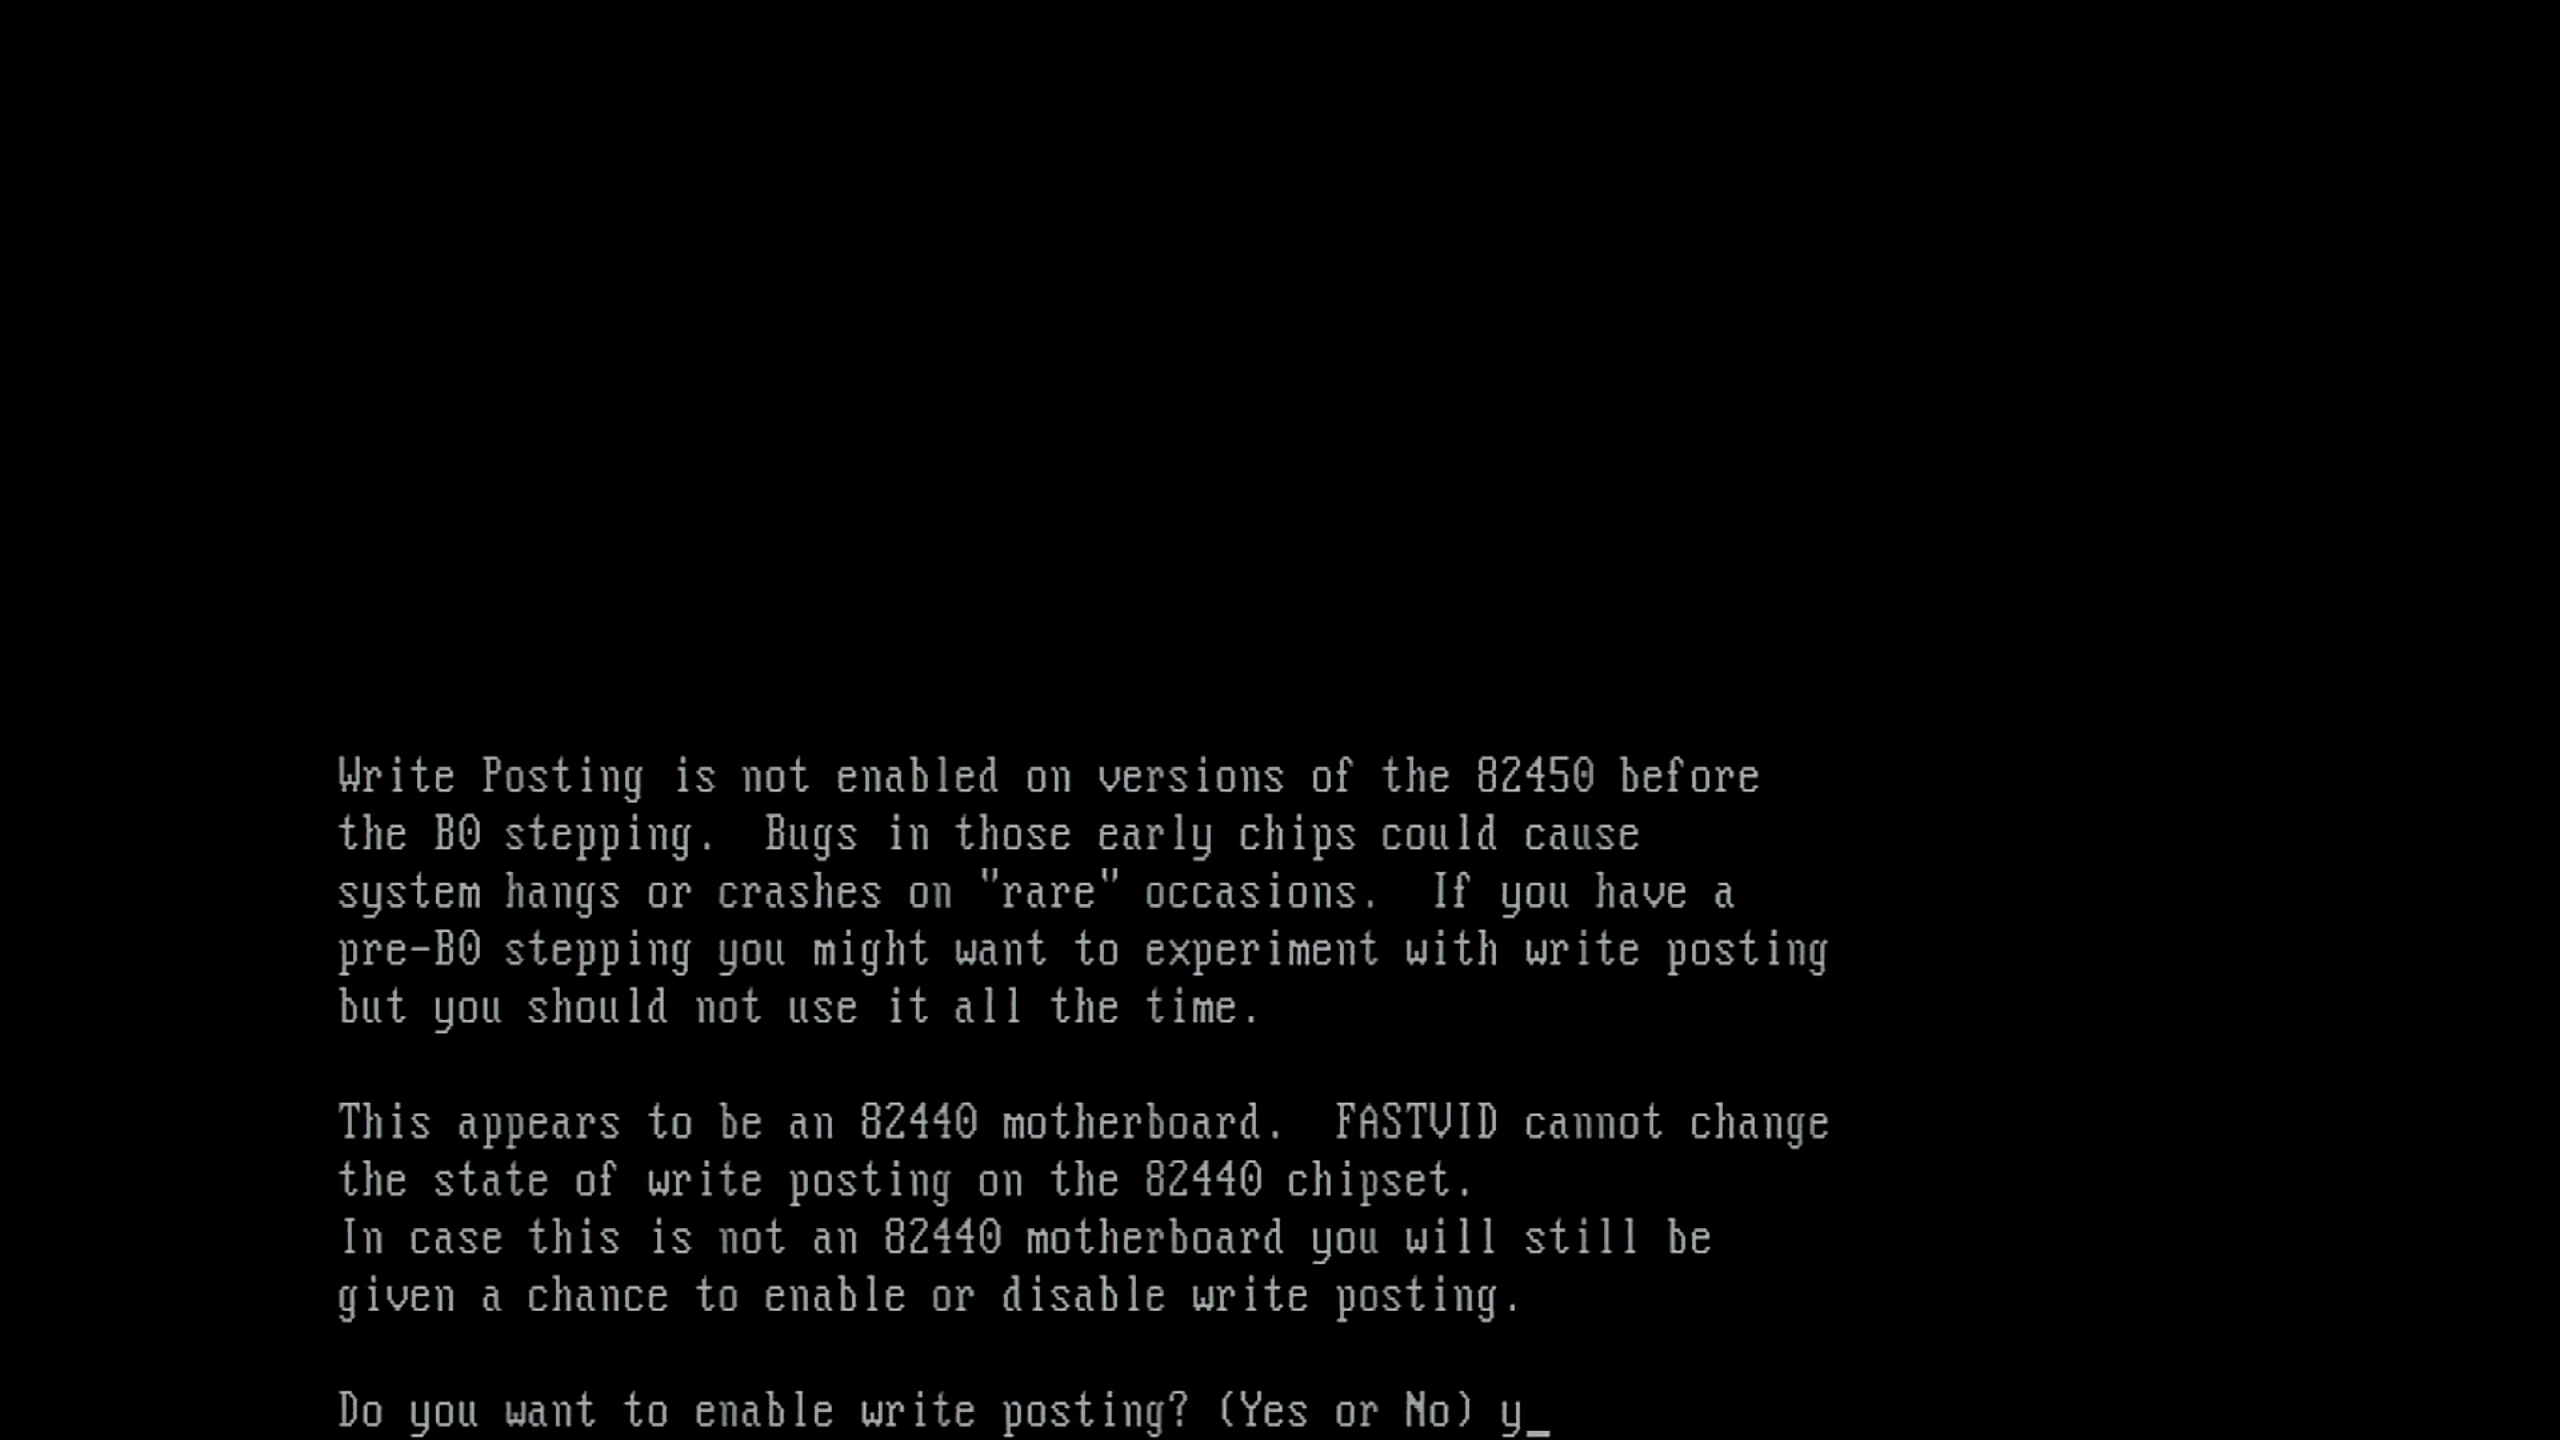 Write Posting is not enabled on versions of the 82450 before
the B0 stepping.  Bugs in those early chips could cause
system hangs or crashes on "rare" occasions.  If you have a
pre-B0 stepping you might want to experiment with write posting
but you should not use it all the time.
This appears to be an 82440 motherboard.  FASTVID cannot change
the state of write posting on the 82440 chipset.
In case this is not an 82440 motherboard you will still be
given a chance to enable or disable write posting.
Do you want to enable write posting? (Yes or No) y_